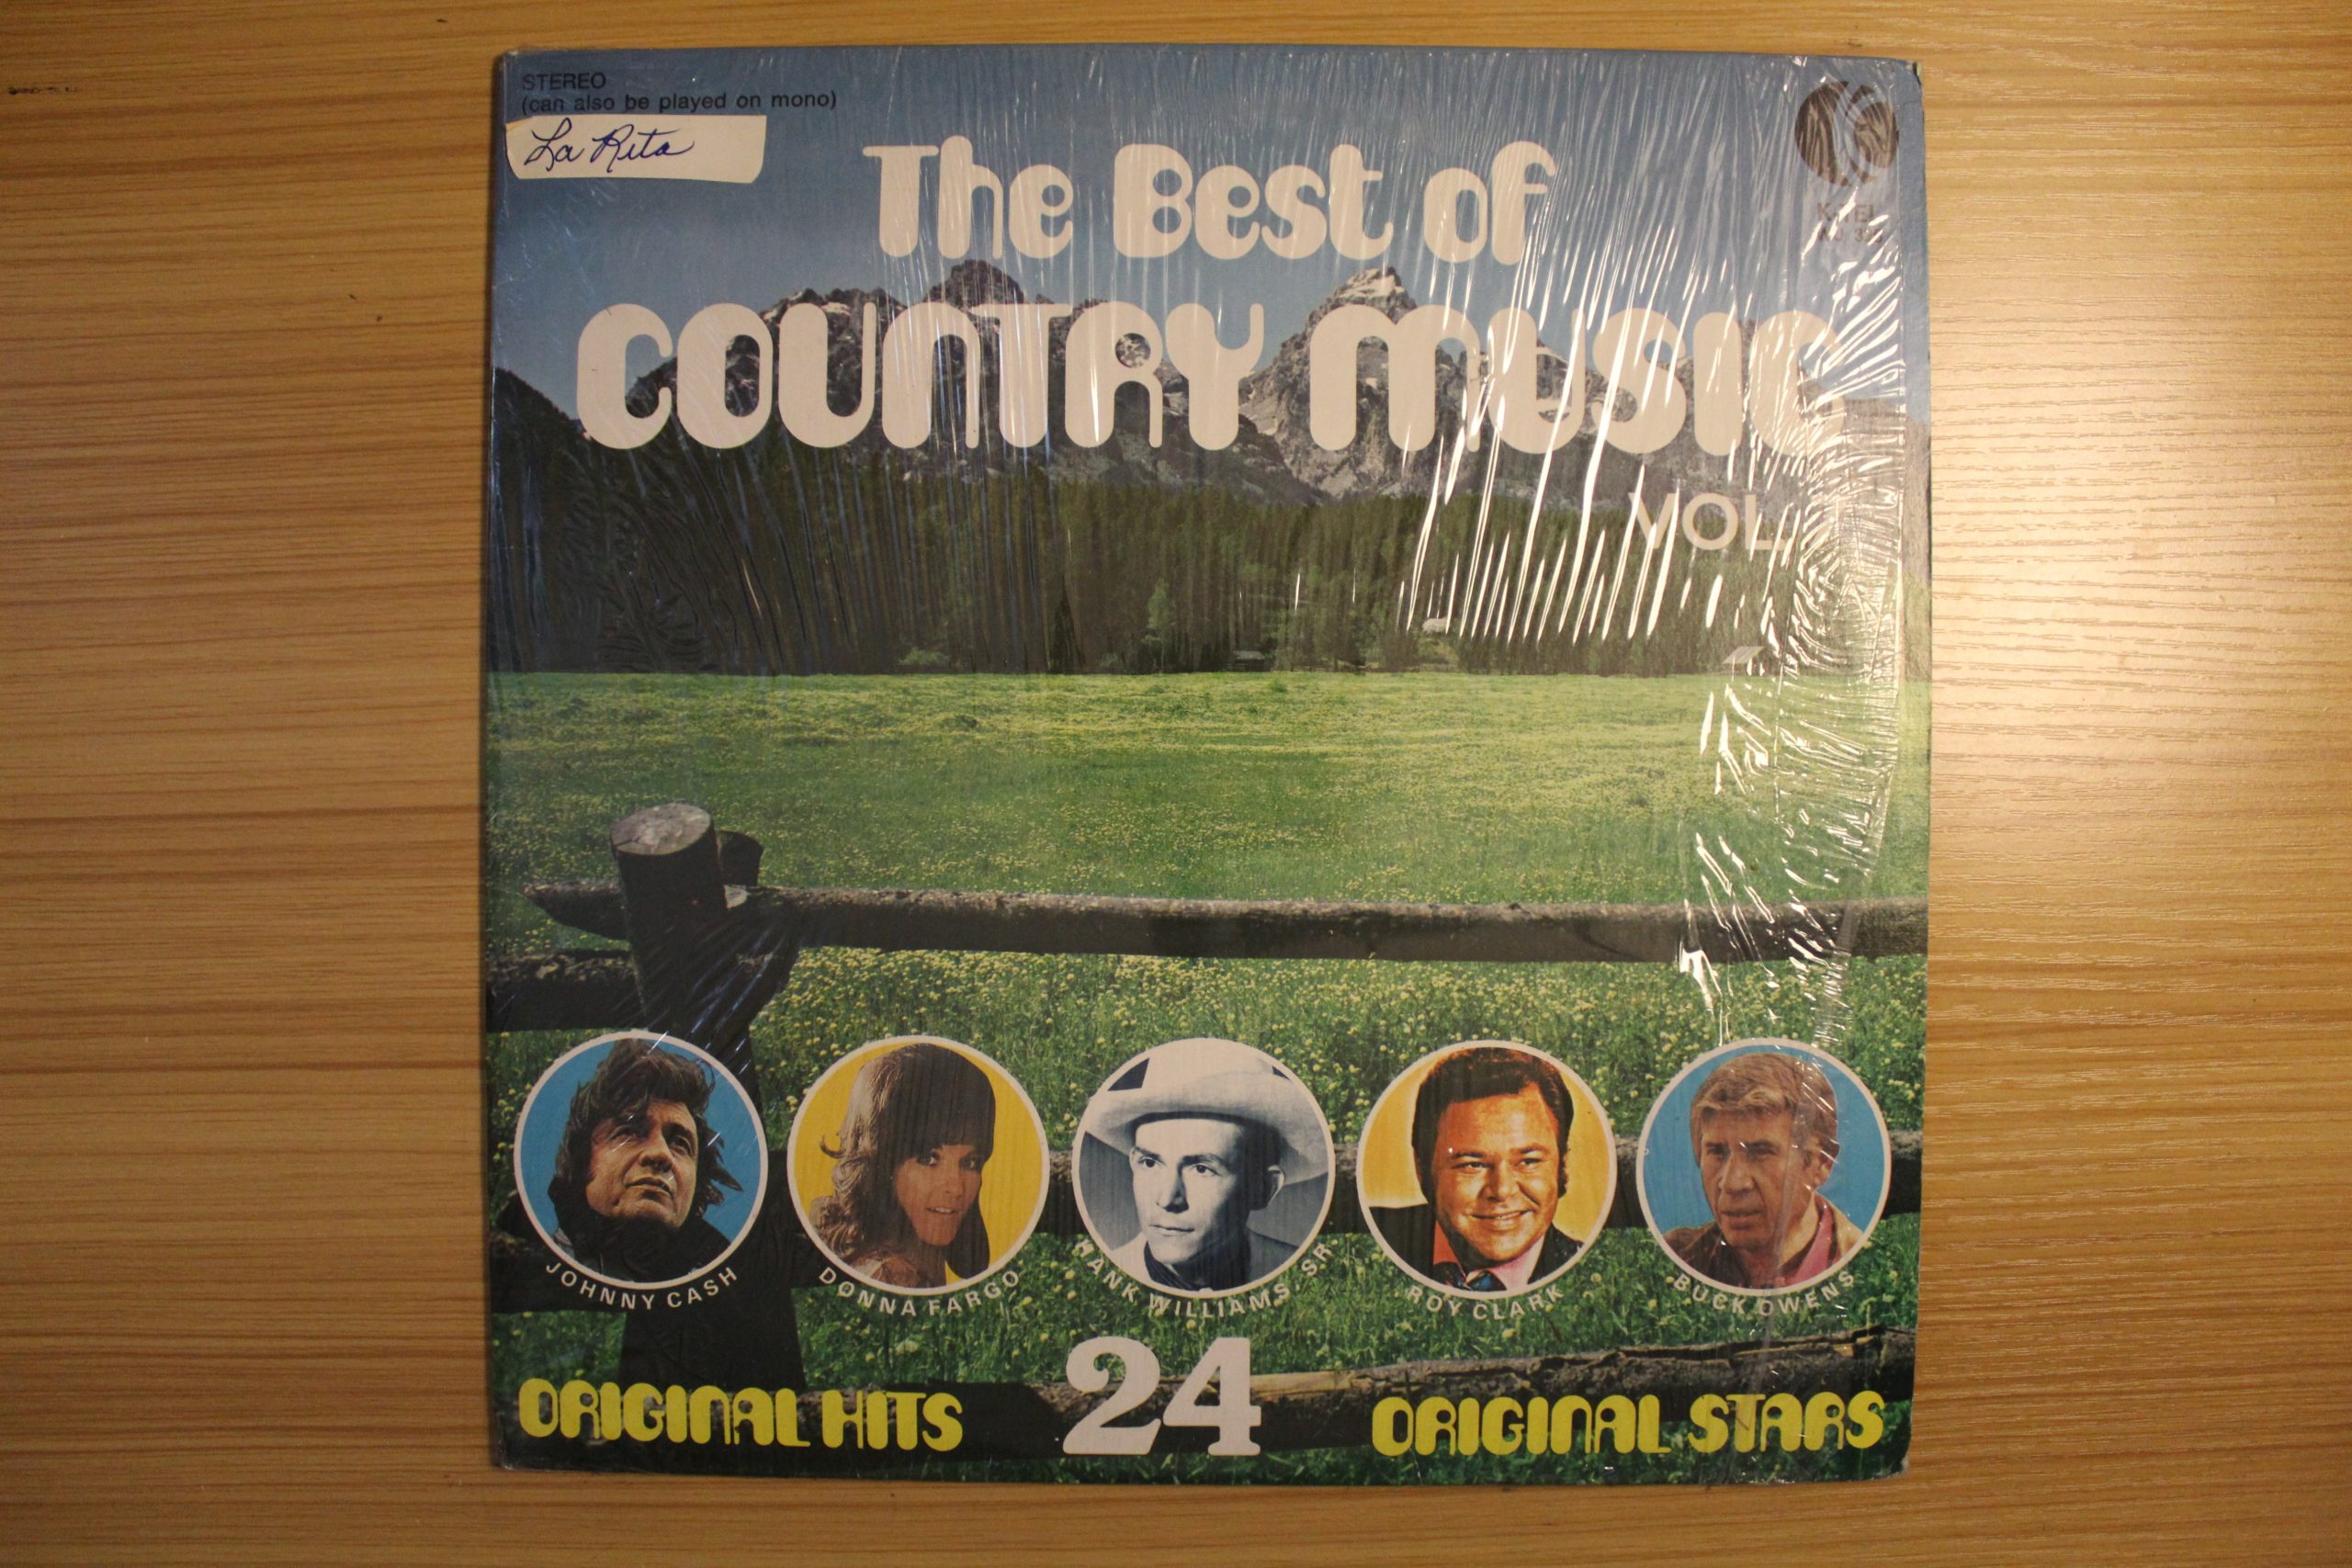 STEREO
(can also be played on mono)
La Rita
The Best of
COUNTRY MUSIC
VOL.
K-TEL
JOHNNY CASH
DONNA FARGO
HANK WILLIAMS SR.
ROY CLARK
BUCK OWENS
ORIGINAL HITS 24 ORIGINAL STARS